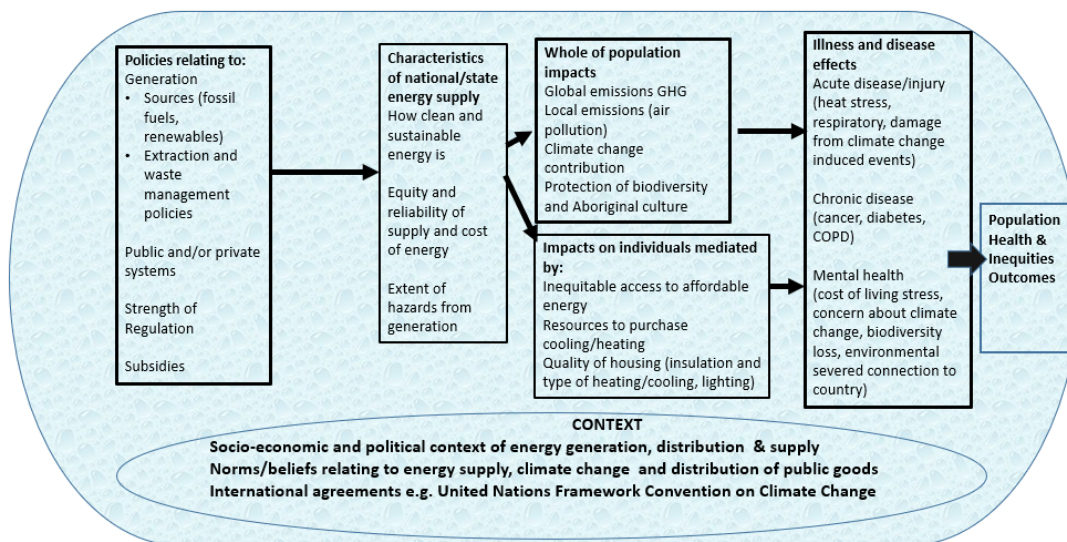 Policies relating to:
Generation
• Sources (fossil
fuels,
renewables)
• Extraction and
waste
management
policies
Public and/or private
systems
Strength of
Regulation
Subsidies
Characteristics
of national/state
energy supply
How clean and
sustainable
energy is
Equity and
reliability of
supply and cost
of energy
Extent of
hazards from
generation
Whole of population
impacts
Global emissions GHG
Local emissions (air
pollution)
Climate change
contribution
Protection of biodiversity
and Aboriginal culture
Impacts on individuals mediated
by:
Inequitable access to affordable
energy
Resources to purchase
cooling/heating
Quality of housing (insulation and
type of heating/cooling, lighting)
Illness and disease
effects
Acute disease/injury
(heat stress,
respiratory, damage
from climate change
induced events)
Chronic disease
(cancer, diabetes,
COPD)
Mental health
(cost of living stress,
concern about climate
change, biodiversity
loss, environmental
severed connection to
country)
Population
Health &
Inequities
Outcomes
CONTEXT
Socio-economic and political context of energy generation, distribution & supply
Norms/beliefs relating to energy supply, climate change and distribution of public goods
International agreements e.g. United Nations Framework Convention on Climate Change